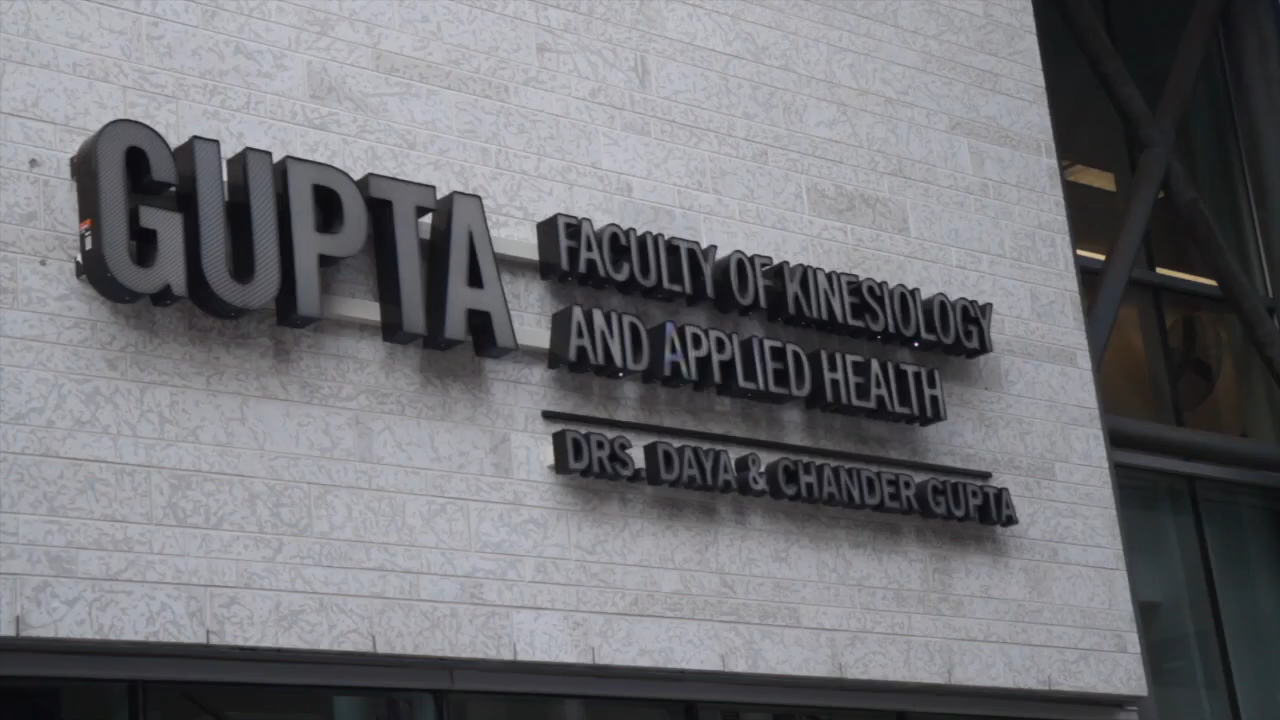 GUPTA
FACULTY OF KINESIOLOGY
AND APPLIED HEALTH
DRS. DAYA & CHANDER GUPTA